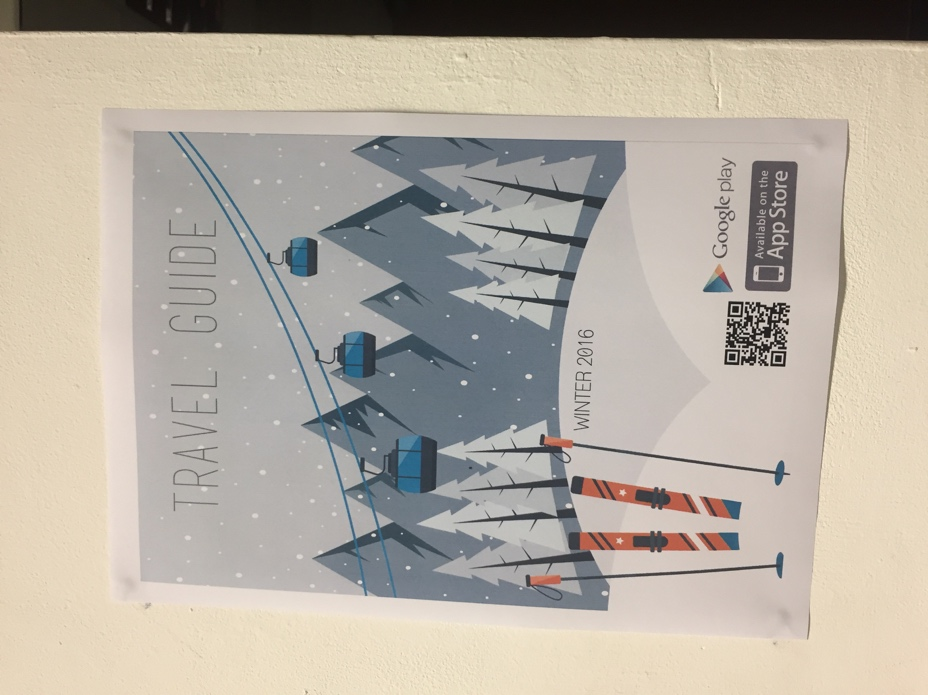 TRAVEL GUIDE
WINTER 2016
Google play
Available on the
App Store